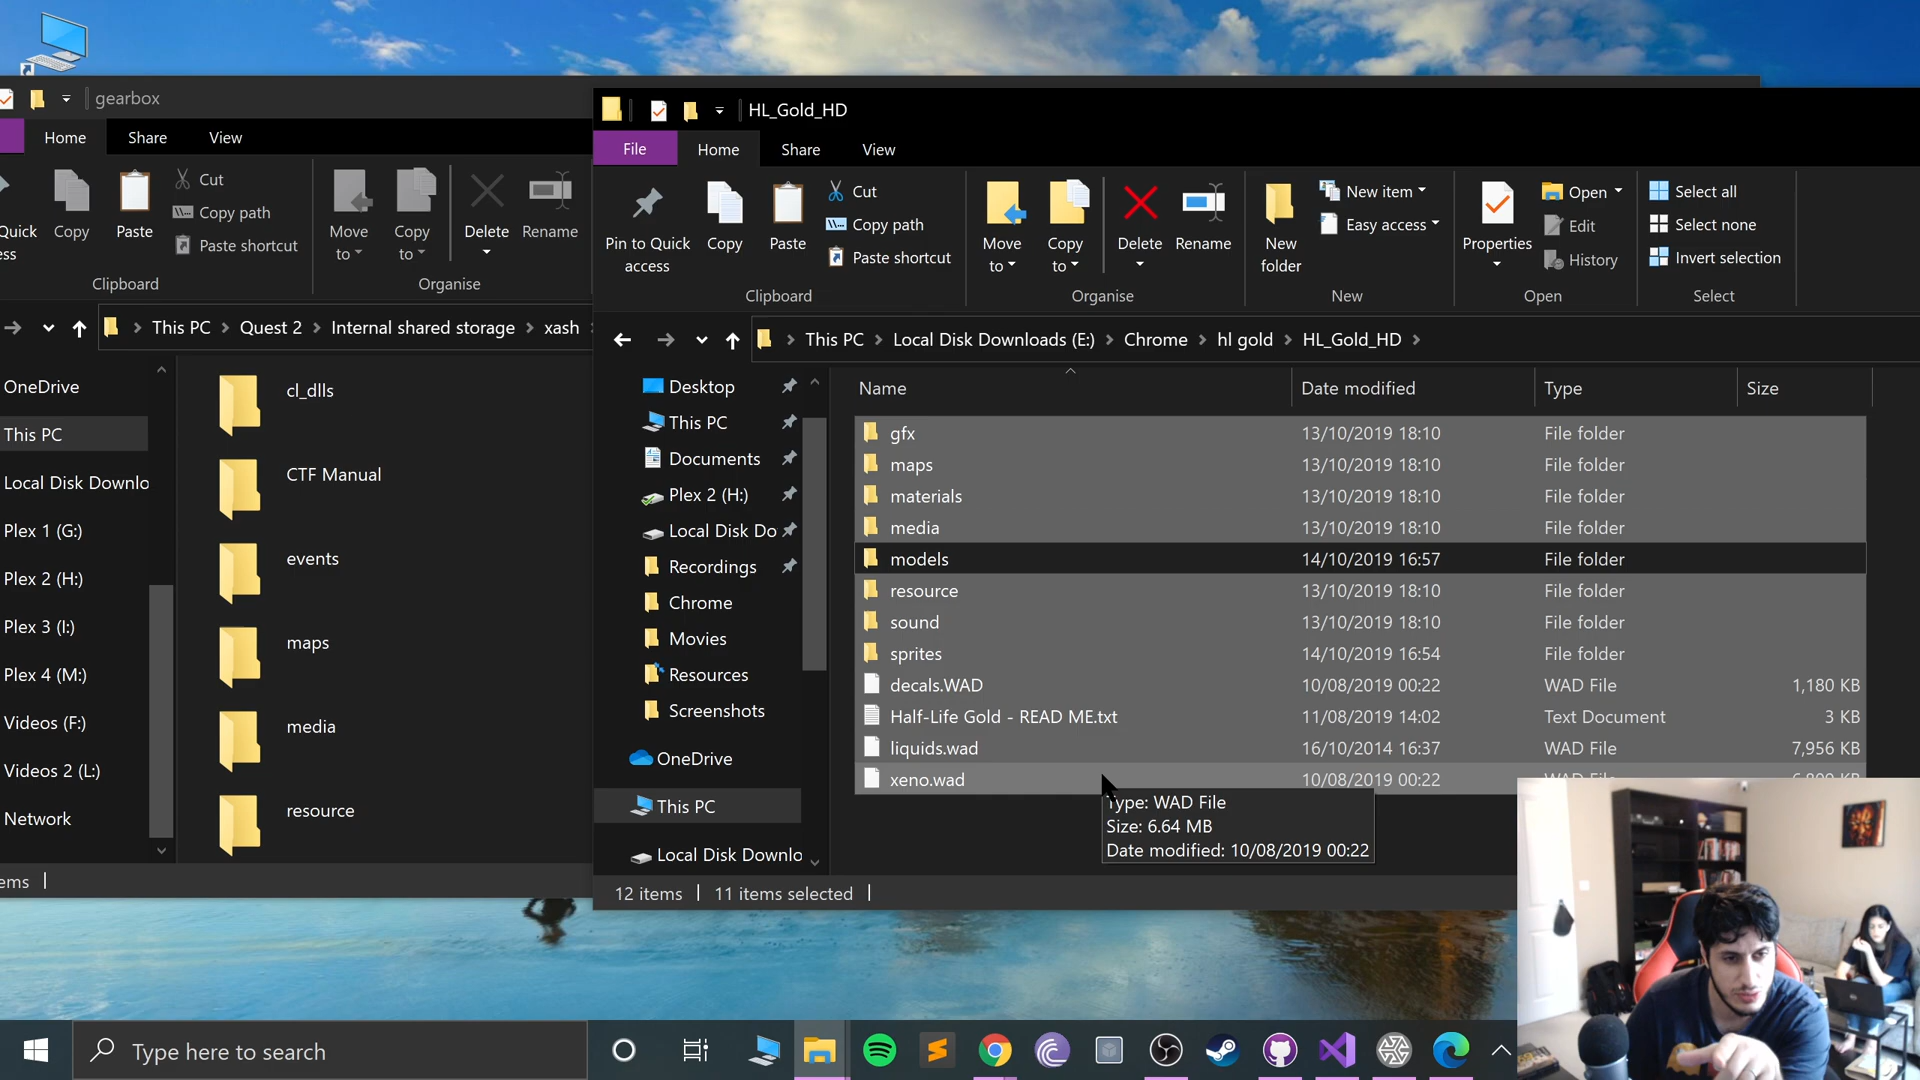 gearbox
Home
Share
View
Copy
Paste
Cut
Copy path
Paste shortcut
Move to
Copy to
Delete
Rename
Clipboard
Organise
This PC
Quest 2
Internal shared storage
xash
OneDrive
This PC
Local Disk Downlo
Plex 1 (G:)
Plex 2 (H:)
Plex 3 (I:)
Plex 4 (M:)
Videos (F:)
Videos 2 (L:)
Network
cl_dlls
CTF Manual
events
maps
media
resource
HL_Gold_HD
File
Home
Share
View
Pin to Quick access
Copy
Paste
Cut
Copy path
Paste shortcut
Move to
Copy to
Delete
Rename
New folder
New item
Easy access
Properties
Open
Edit
History
Select all
Select none
Invert selection
Clipboard
Organise
New
Open
Select
This PC
Local Disk Downloads (E:)
Chrome
hl gold
HL_Gold_HD
Desktop
This PC
Documents
Plex 2 (H:)
Local Disk Do
Recordings
Chrome
Movies
Resources
Screenshots
OneDrive
This PC
Local Disk Downlo
Name Date modified Type Size
gfx 13/10/2019 18:10 File folder
maps 13/10/2019 18:10 File folder
materials 13/10/2019 18:10 File folder
media 13/10/2019 18:10 File folder
models 14/10/2019 16:57 File folder
resource 13/10/2019 18:10 File folder
sound 13/10/2019 18:10 File folder
sprites 14/10/2019 16:54 File folder
decals.WAD 10/08/2019 00:22 WAD File 1,180 KB
Half-Life Gold - READ ME.txt 11/08/2019 14:02 Text Document 3 KB
liquids.wad 16/10/2014 16:37 WAD File 7,956 KB
xeno.wad 10/08/2019 00:22
Type: WAD File
Size: 6.64 MB
Date modified: 10/08/2019 00:22
12 items
11 items selected
Type here to search